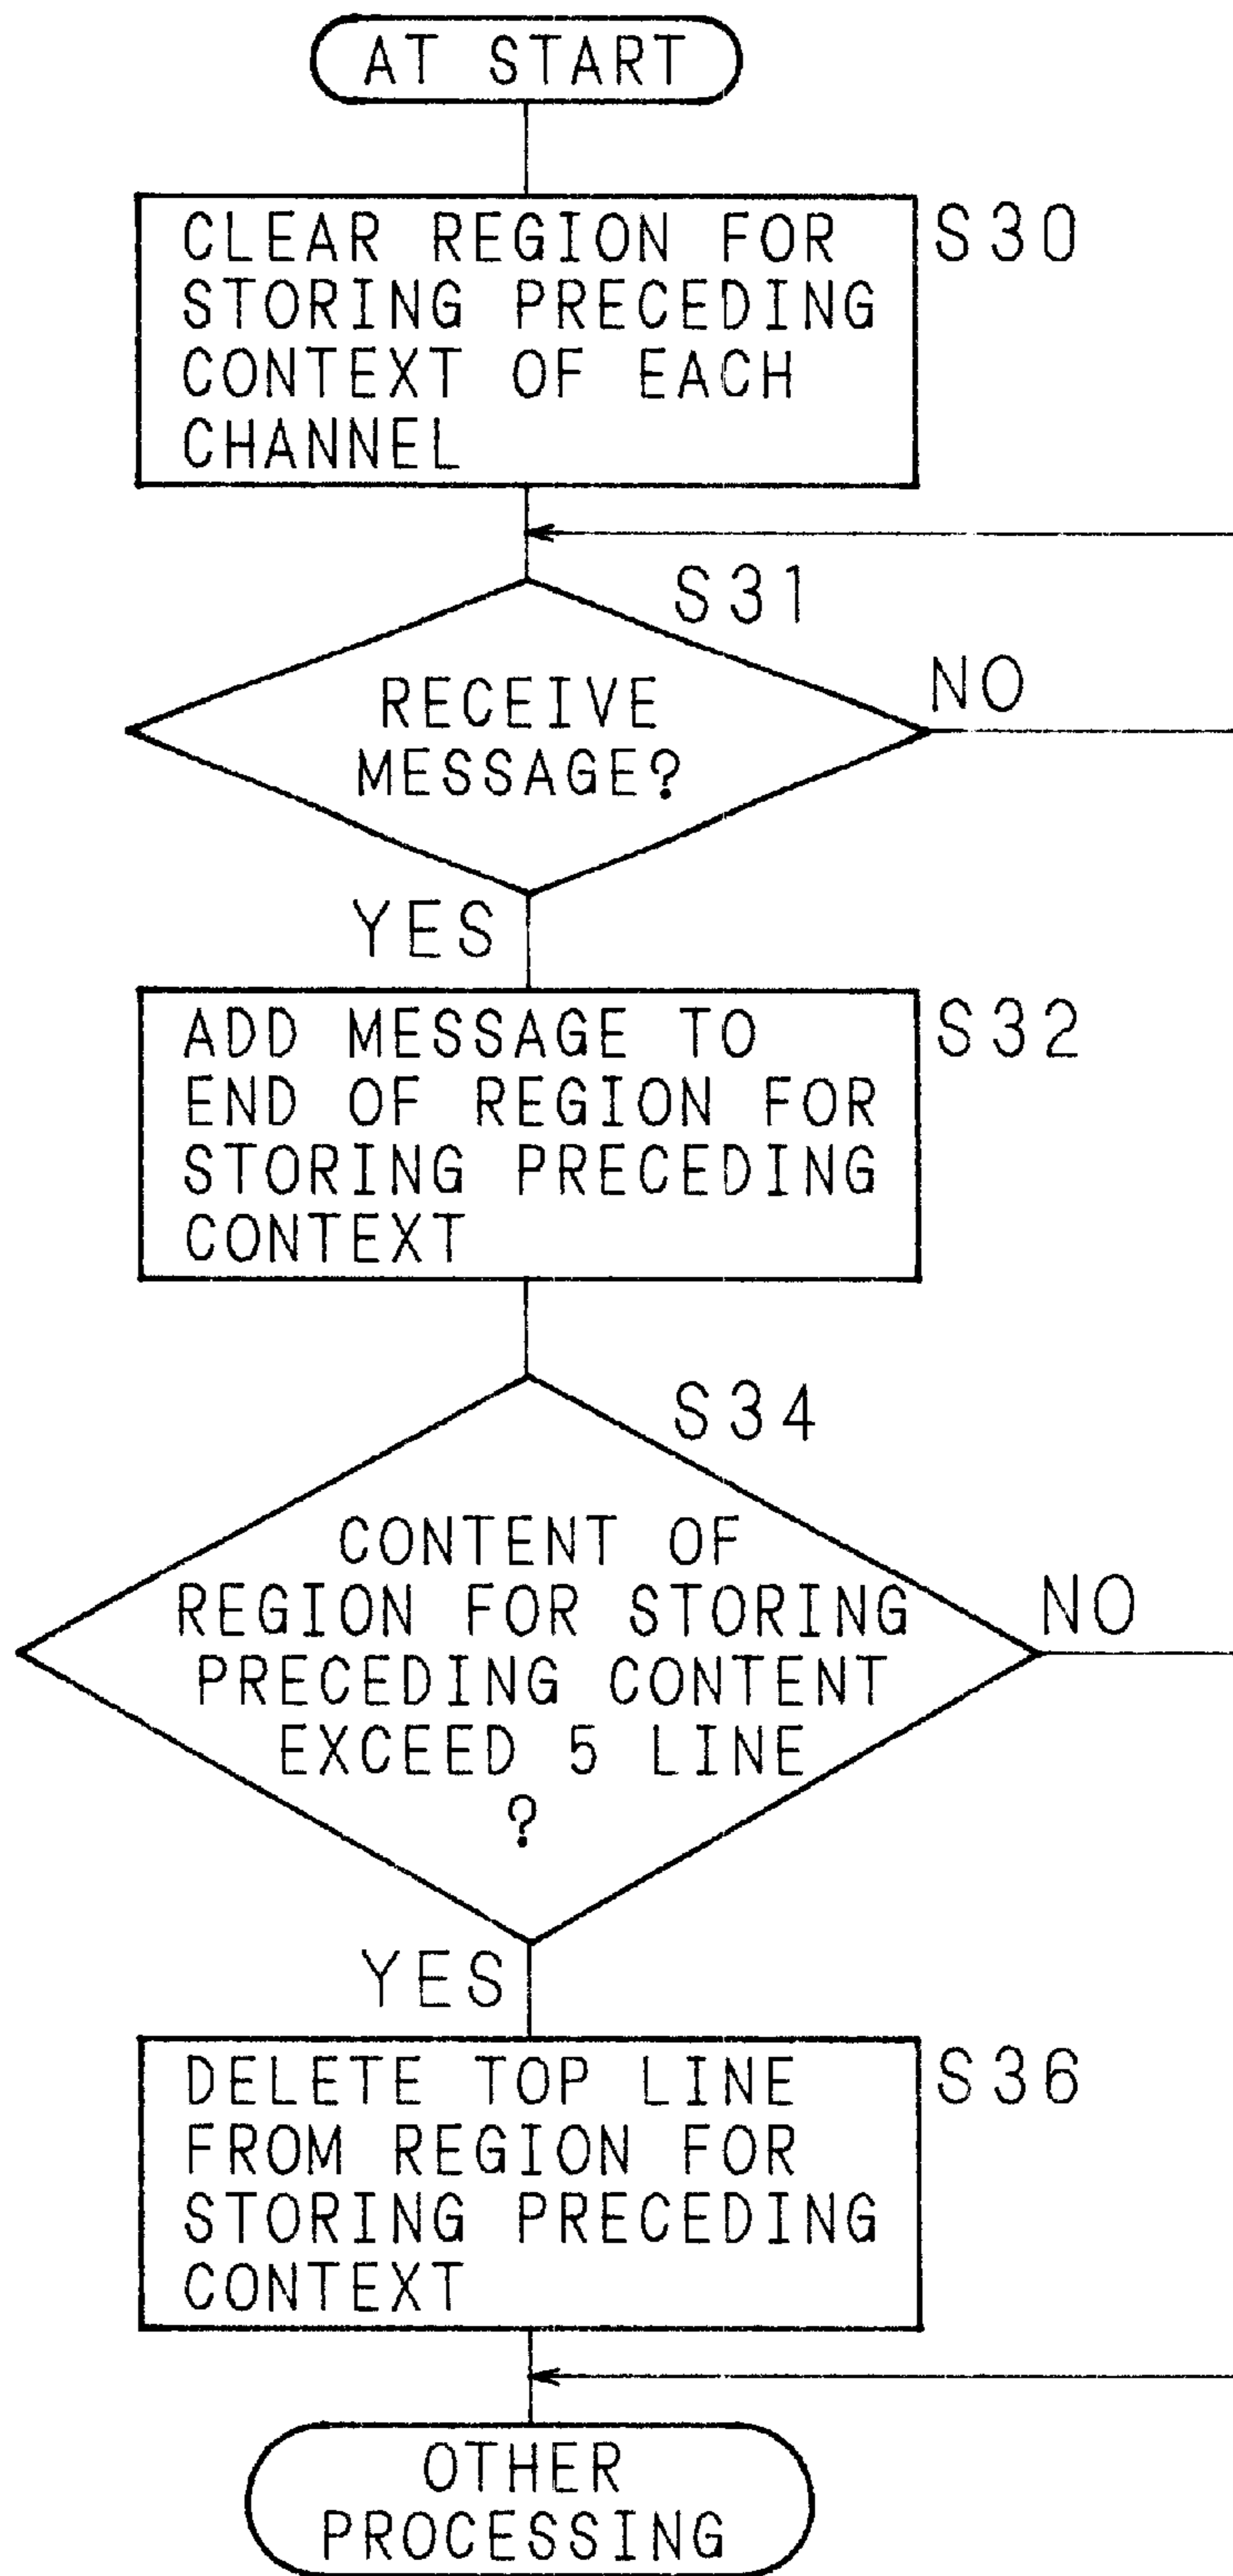 AT START
CLEAR REGION FOR
STORING PRECEDING
CONTEXT OF EACH
CHANNEL
S30
S31
RECEIVE
MESSAGE?
NO
YES
ADD MESSAGE TO
END OF REGION FOR
STORING PRECEDING
CONTEXT
S32
S34
CONTENT OF
REGION FOR STORING
PRECEDING CONTENT
EXCEED 5 LINE
?
NO
YES
DELETE TOP LINE
FROM REGION FOR
STORING PRECEDING
CONTEXT
S36
OTHER
PROCESSING